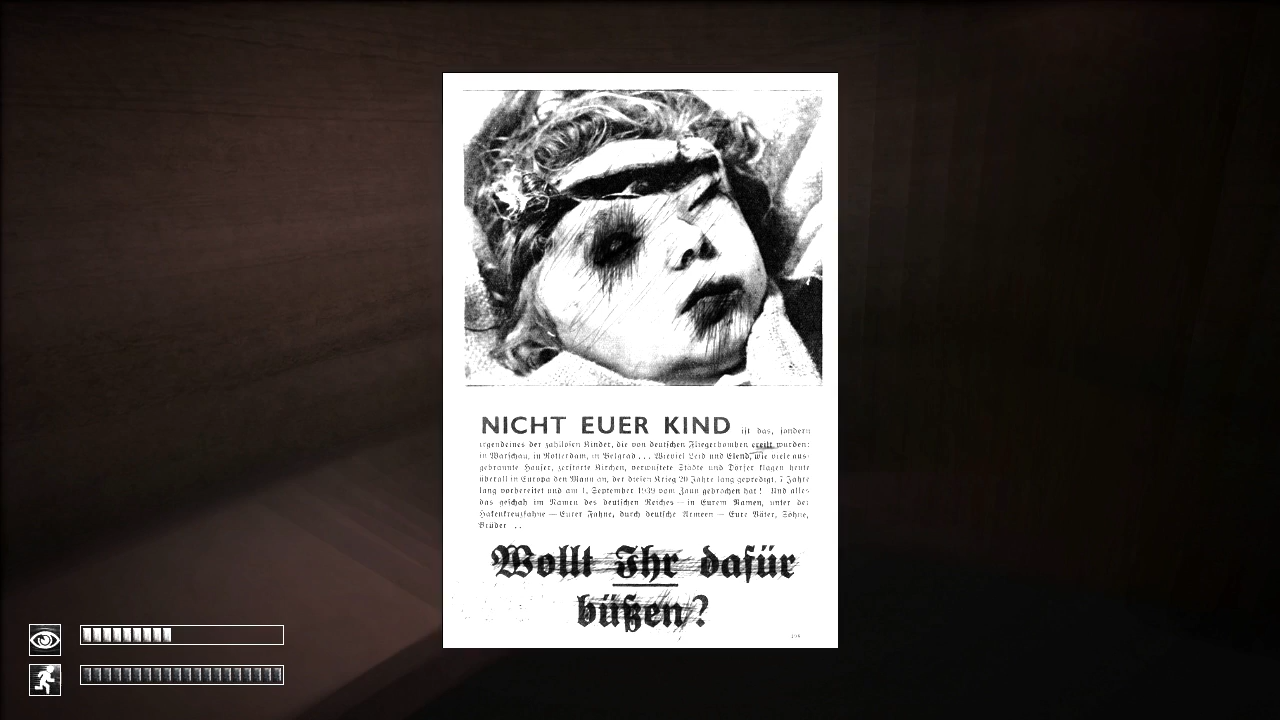 NICHT EUER KIND ist das, sondern
irgendeines der zahllosen Kinder, die von deutschen Fliegerbomben ereilt wurden:
in Warschau, in Rotterdam, in Belgrad . . . Wieviel Leid und Elend, wie viele aus-
gebrannte Häuser, zerstörte Kirchen, verwüstete Städte und Dörfer klagen heute
überall in Europa den Mann an, der diesen Krieg 20 Jahre lang gepredigt, 7 Jahre
lang vorbereitet und am 1. September 1939 vom Zaun gebrochen hat! Und alles
das geschah im Namen des deutschen Reiches — in Eurem Namen, unter der
Hakenkreuzfahne — Eurer Fahne, durch deutsche Armeen — Eure Väter, Söhne,
Brüder . .
Wollt Ihr dafür
büßen?